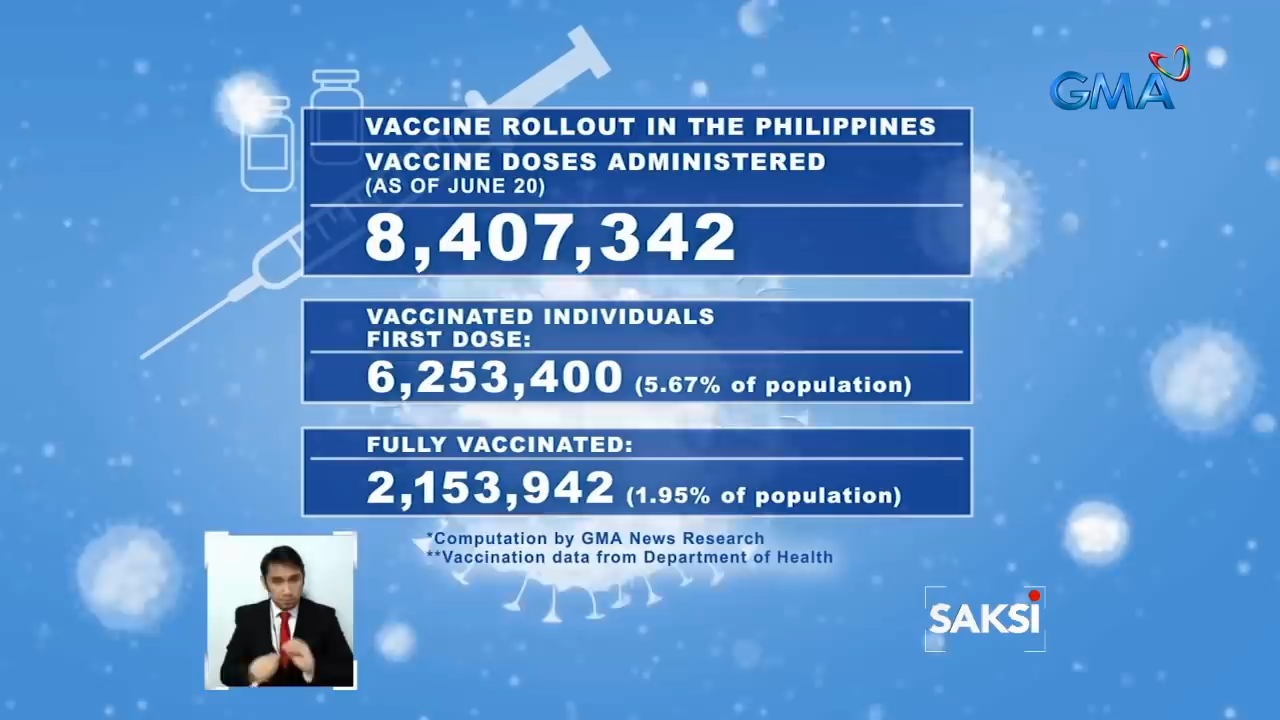 GMA
VACCINE ROLLOUT IN THE PHILIPPINES
VACCINE DOSES ADMINISTERED
(AS OF JUNE 20)
8,407,342
VACCINATED INDIVIDUALS
FIRST DOSE:
6,253,400 (5.67% of population)
FULLY VACCINATED:
2,153,942 (1.95% of population)
*Computation by GMA News Research
**Vaccination data from Department of Health
SAKSi